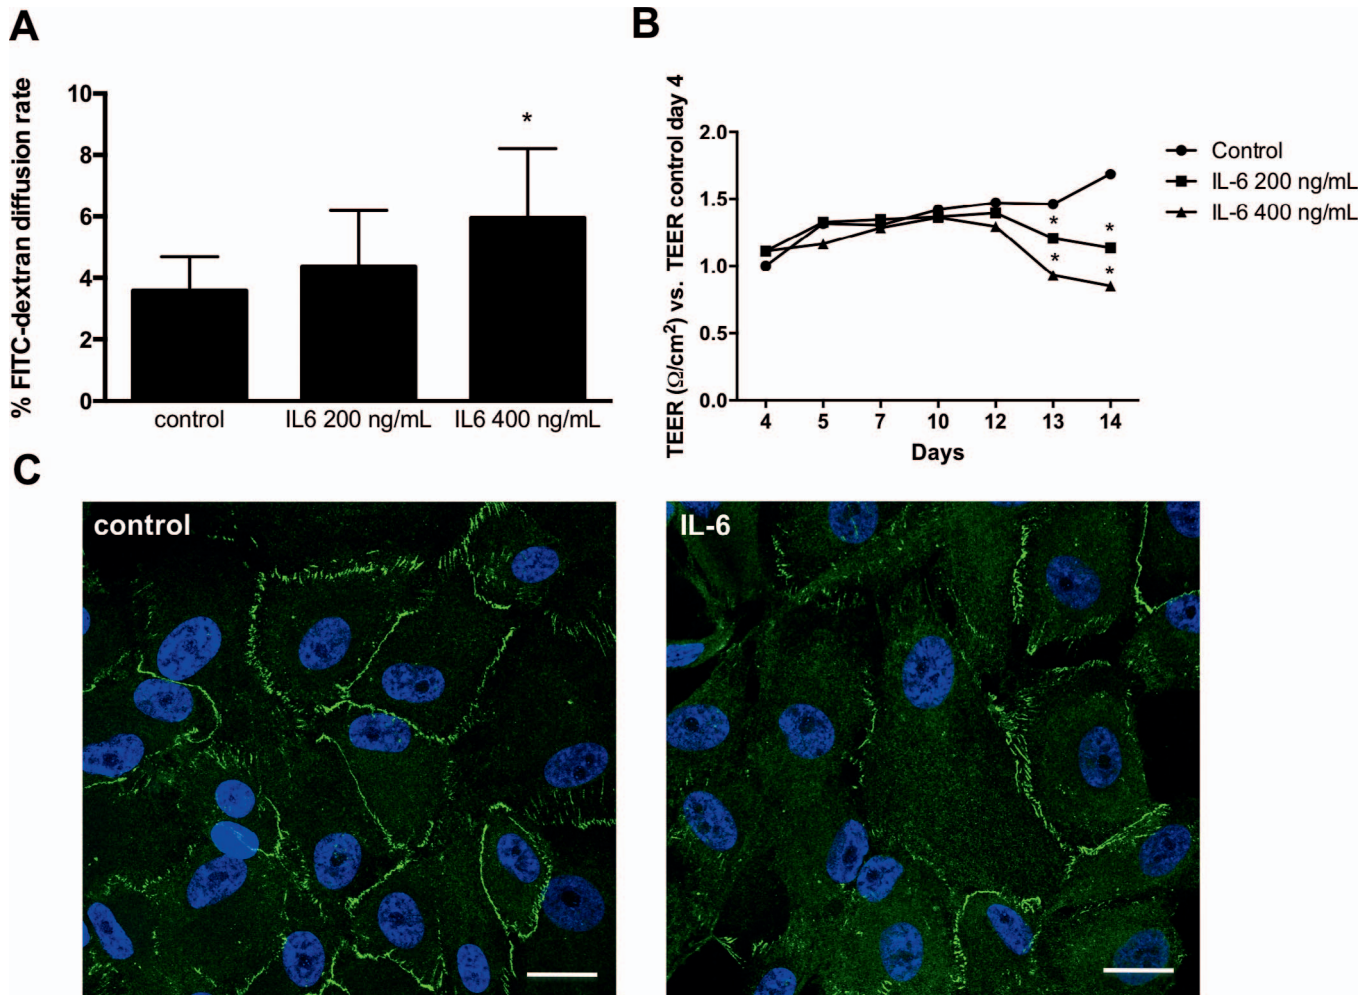 A
B
% FITC-dextran diffusion rate
10
8
6
4
2
0
*
control
IL6 200 ng/mL
IL6 400 ng/mL
TEER (Ω/cm²) vs. TEER control day 4
2.0
1.5
1.0
0.5
0.0
*
*
*
*
4
5
7
10
12
13
14
Days
Control
IL-6 200 ng/mL
IL-6 400 ng/mL
C
control
IL-6